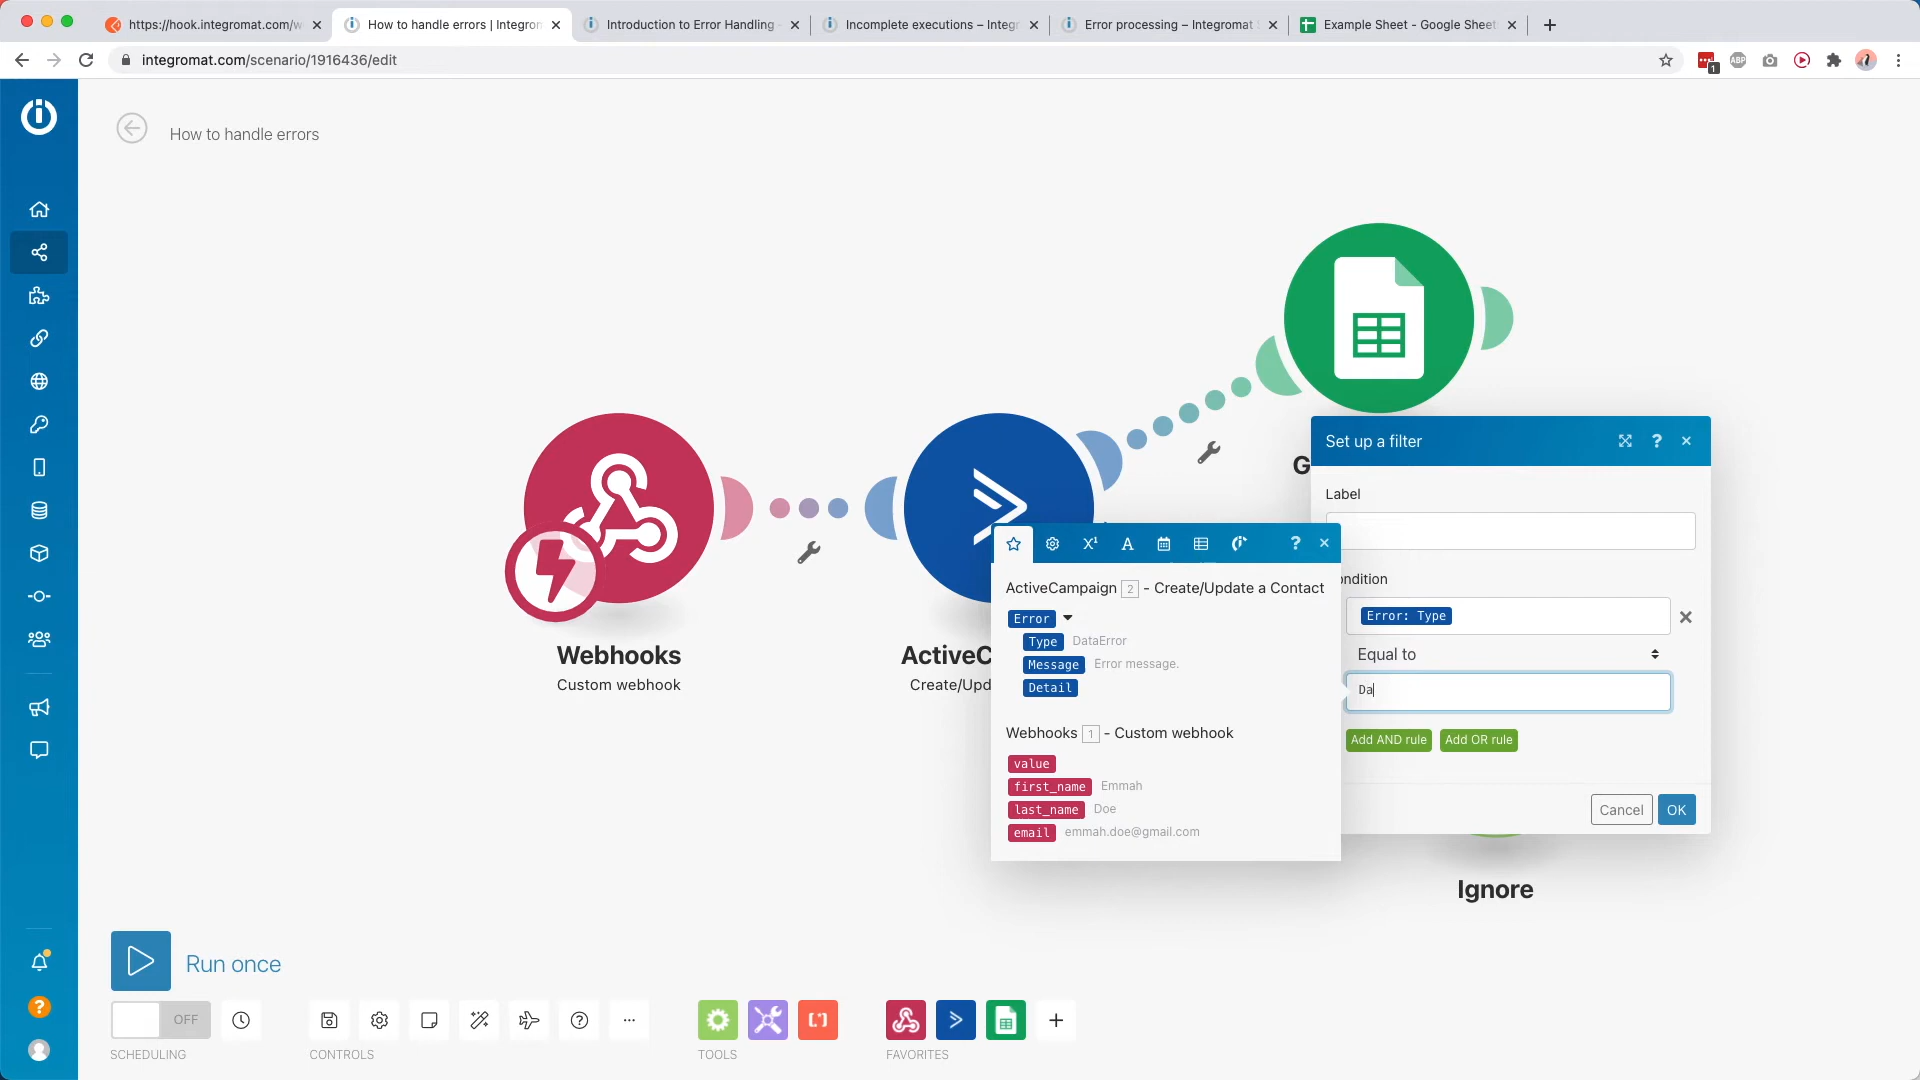 https://hook.integromat.com/w
How to handle errors | Integrom
Introduction to Error Handling -
Incomplete executions – Integr
Error processing – Integromat
Example Sheet - Google Sheet
integromat.com/scenario/1916436/edit
1
ABP
How to handle errors
Set up a filter
?
Label
Condition
Error: Type
Equal to
Da
Add AND rule
Add OR rule
Cancel
OK
ActiveCampaign 2 - Create/Update a Contact
Error
Type DataError
Message Error message.
Detail
Webhooks 1 - Custom webhook
value
first_name Emmah
last_name Doe
email emmah.doe@gmail.com
Webhooks
Custom webhook
ActiveC
Create/Upd
G
Ignore
Run once
OFF
SCHEDULING
CONTROLS
TOOLS
FAVORITES